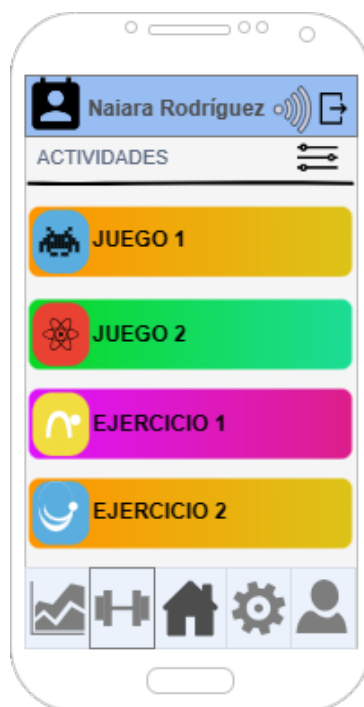 Naiara Rodríguez
ACTIVIDADES
JUEGO 1
JUEGO 2
EJERCICIO 1
EJERCICIO 2